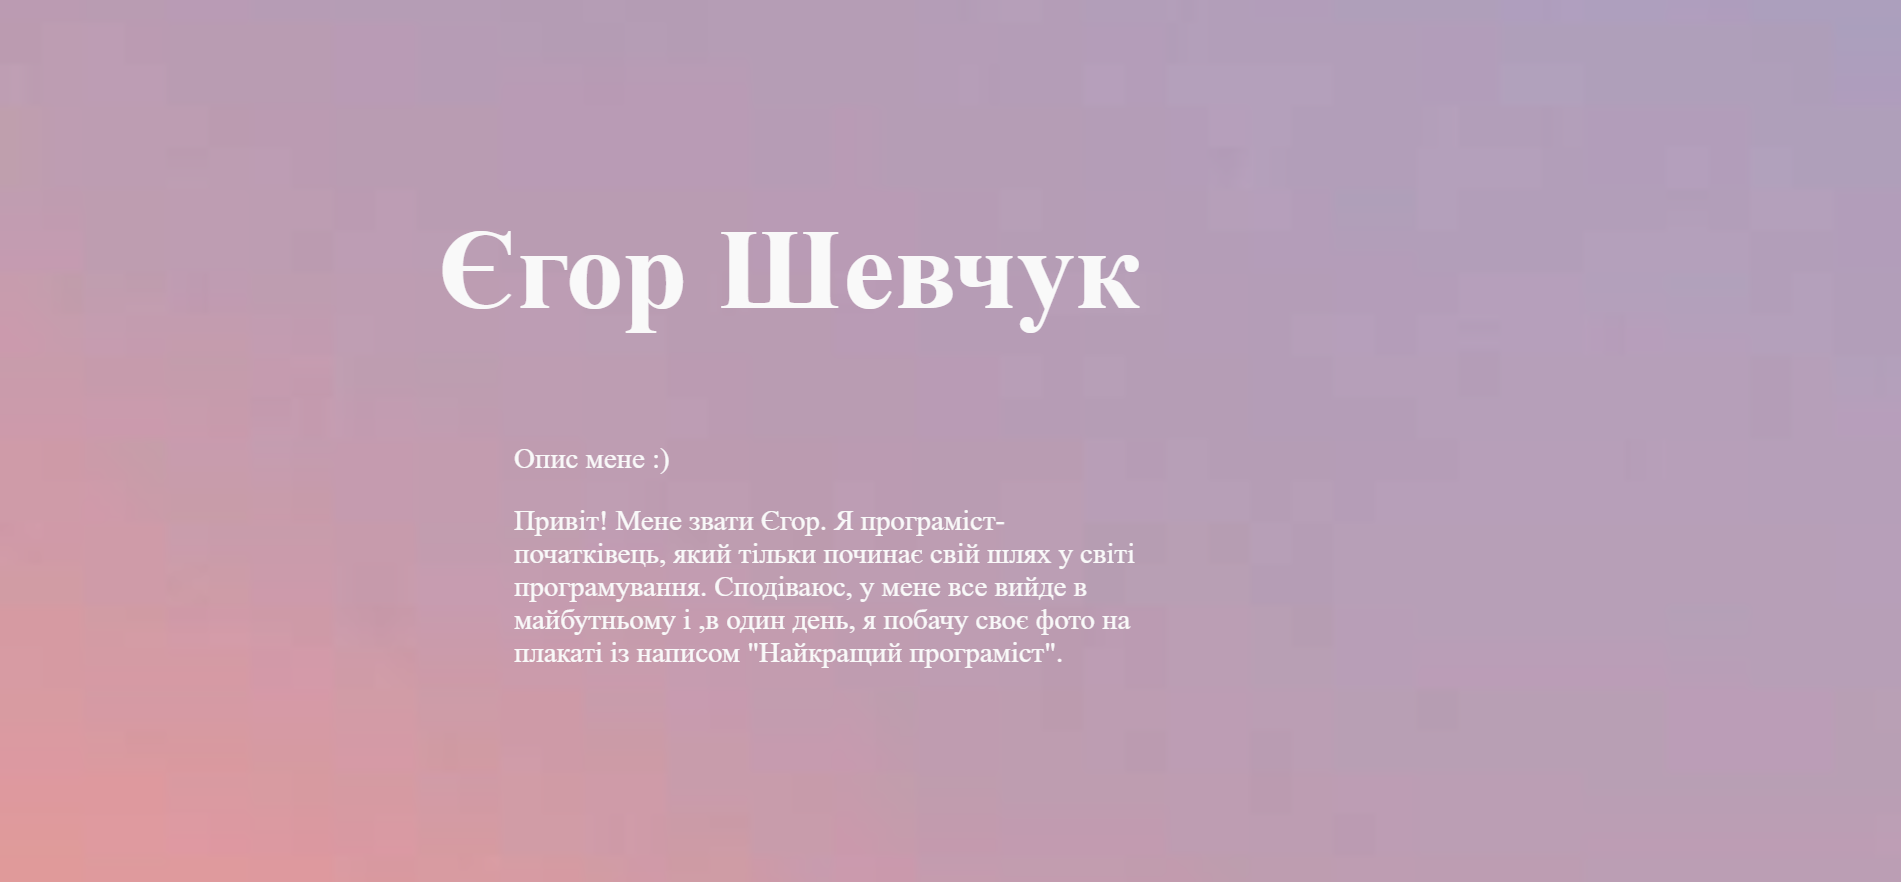 Єгор Шевчук
Опис мене :)
Привіт! Мене звати Єгор. Я програміст-
початківець, який тільки починає свій шлях у світі
програмування. Сподіваюс, у мене все вийде в
майбутньому і ,в один день, я побачу своє фото на
плакаті із написом "Найкращий програміст".